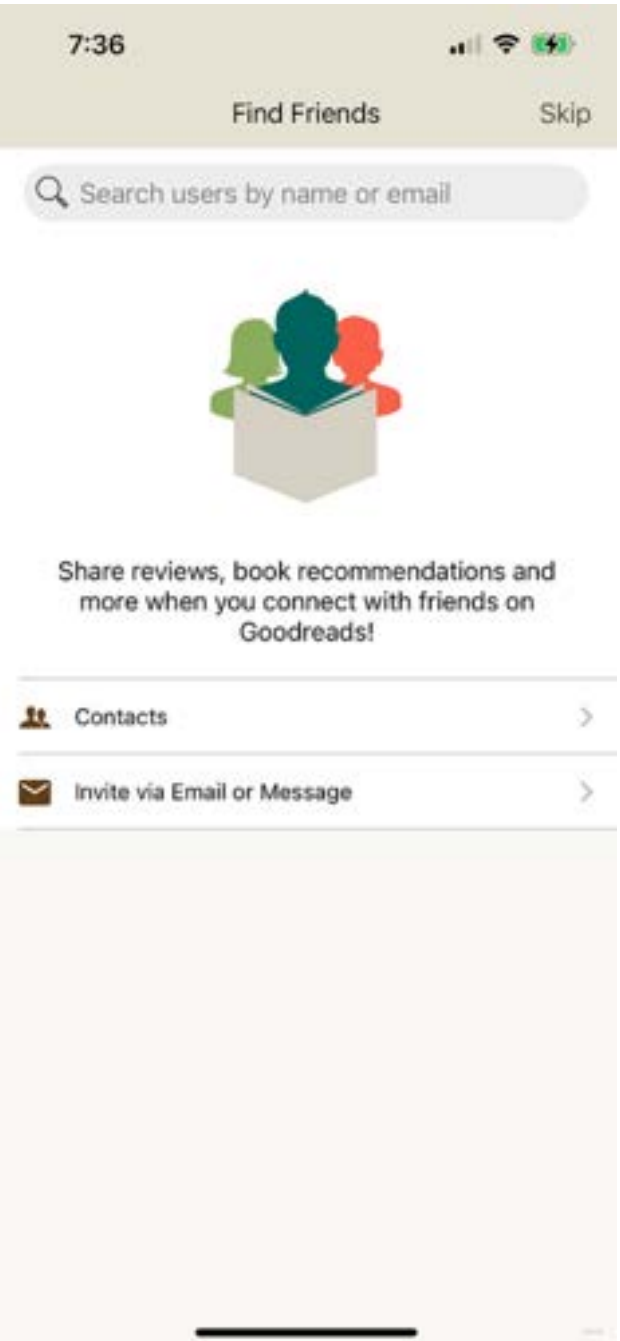 7:36
Find Friends
Skip
Search users by name or email
Share reviews, book recommendations and
more when you connect with friends on
Goodreads!
Contacts
Invite via Email or Message